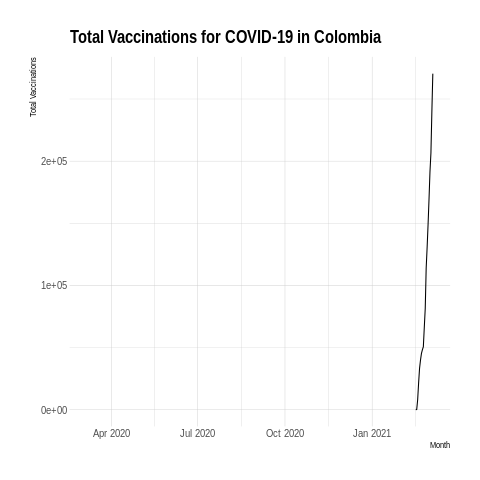 Total Vaccinations for COVID-19 in Colombia
Total Vaccinations
2e+05
1e+05
0e+00
Apr 2020 Jul 2020 Oct 2020 Jan 2021
Month